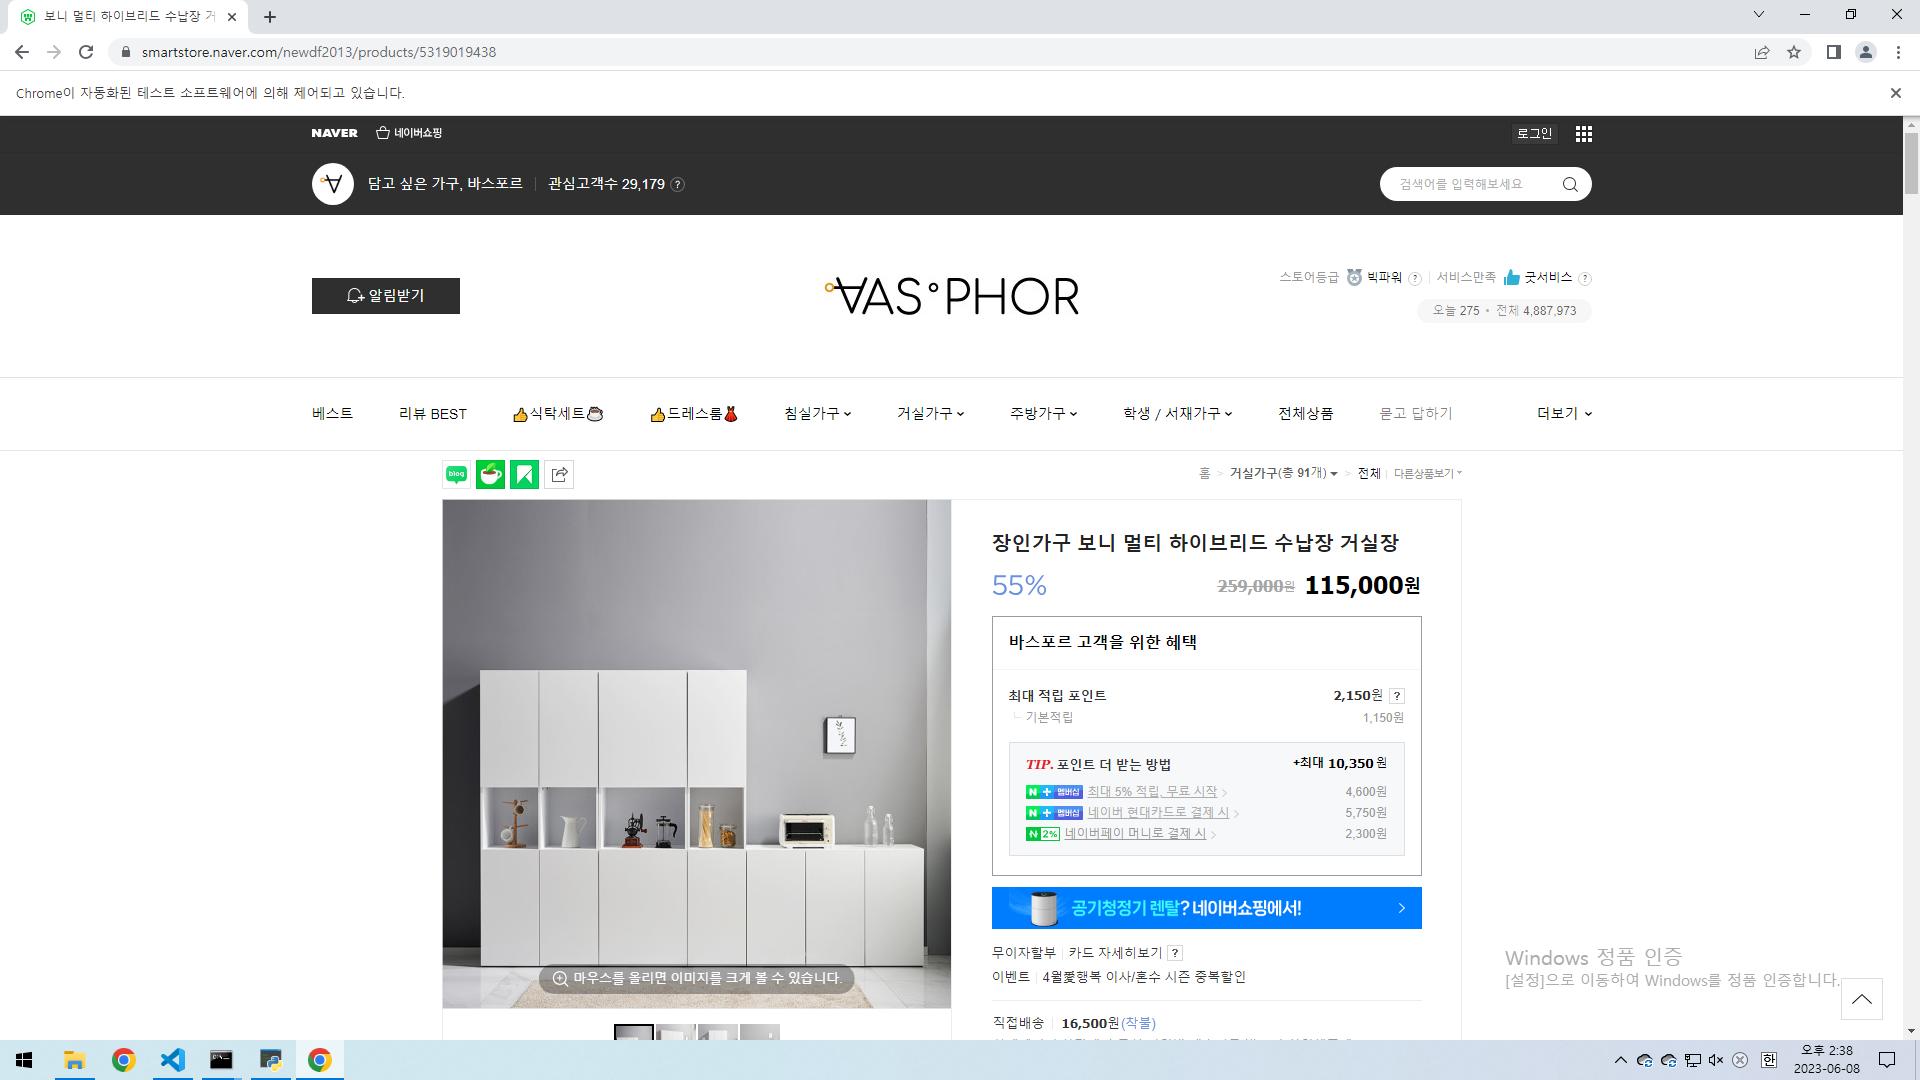 보니 멀티 하이브리드 수납장 거
smartstore.naver.com/newdf2013/products/5319019438
Chrome이 자동화된 테스트 소프트웨어에 의해 제어되고 있습니다.
NAVER 네이버쇼핑 로그인
담고 싶은 가구, 바스포르 관심고객수 29,179 ? 검색어를 입력해보세요
알림받기
VAS°PHOR
스토어등급 빅파워 ? 서비스만족 굿서비스 ?
오늘 275 • 전체 4,887,973
베스트 리뷰 BEST 👍식탁세트☕ 👍드레스룸💃 침실가구 거실가구 주방가구 학생 / 서재가구 전체상품 묻고 답하기 더보기
blog
홈 > 거실가구(총 91개) > 전체 다른상품보기
장인가구 보니 멀티 하이브리드 수납장 거실장
55% 259,000원 115,000원
바스포르 고객을 위한 혜택
최대 적립 포인트 2,150원 ?
기본적립 1,150원
TIP. 포인트 더 받는 방법 +최대 10,350 원
N + 멤버십 최대 5% 적립, 무료 시작 > 4,600원
N + 멤버십 네이버 현대카드로 결제 시 > 5,750원
N 2% 네이버페이 머니로 결제 시 > 2,300원
공기청정기 렌탈? 네이버쇼핑에서! >
무이자할부 카드 자세히보기 ?
이벤트 4월愛행복 이사/혼수 시즌 중복할인
마우스를 올리면 이미지를 크게 볼 수 있습니다.
직접배송 16,500원(착불)
Windows 정품 인증
[설정]으로 이동하여 Windows를 정품 인증합니다.
한
오후 2:38
2023-06-08